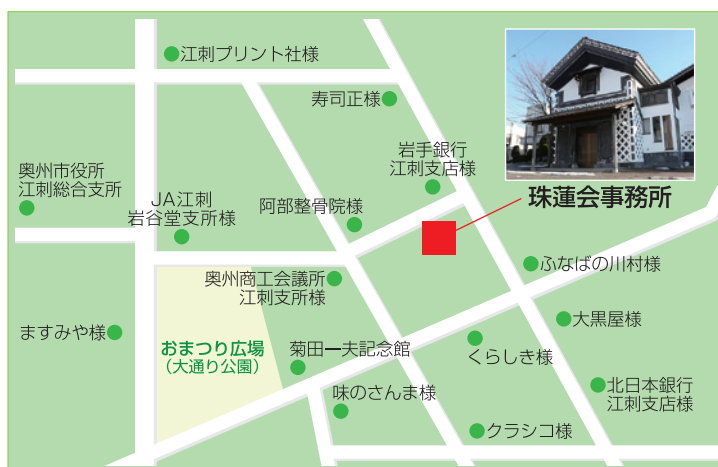 江刺プリント社様
寿司正様
岩手銀行
江刺支店様
奥州市役所
江刺総合支所
JA江刺
岩谷堂支所様
阿部整骨院様
珠蓮会事務所
ふなばの川村様
奥州商工会議所
江刺支所様
大黒屋様
ますみや様
おまつり広場
（大通り公園）
菊田一夫記念館
くらしき様
北日本銀行
江刺支店様
味のさんま様
クラシコ様